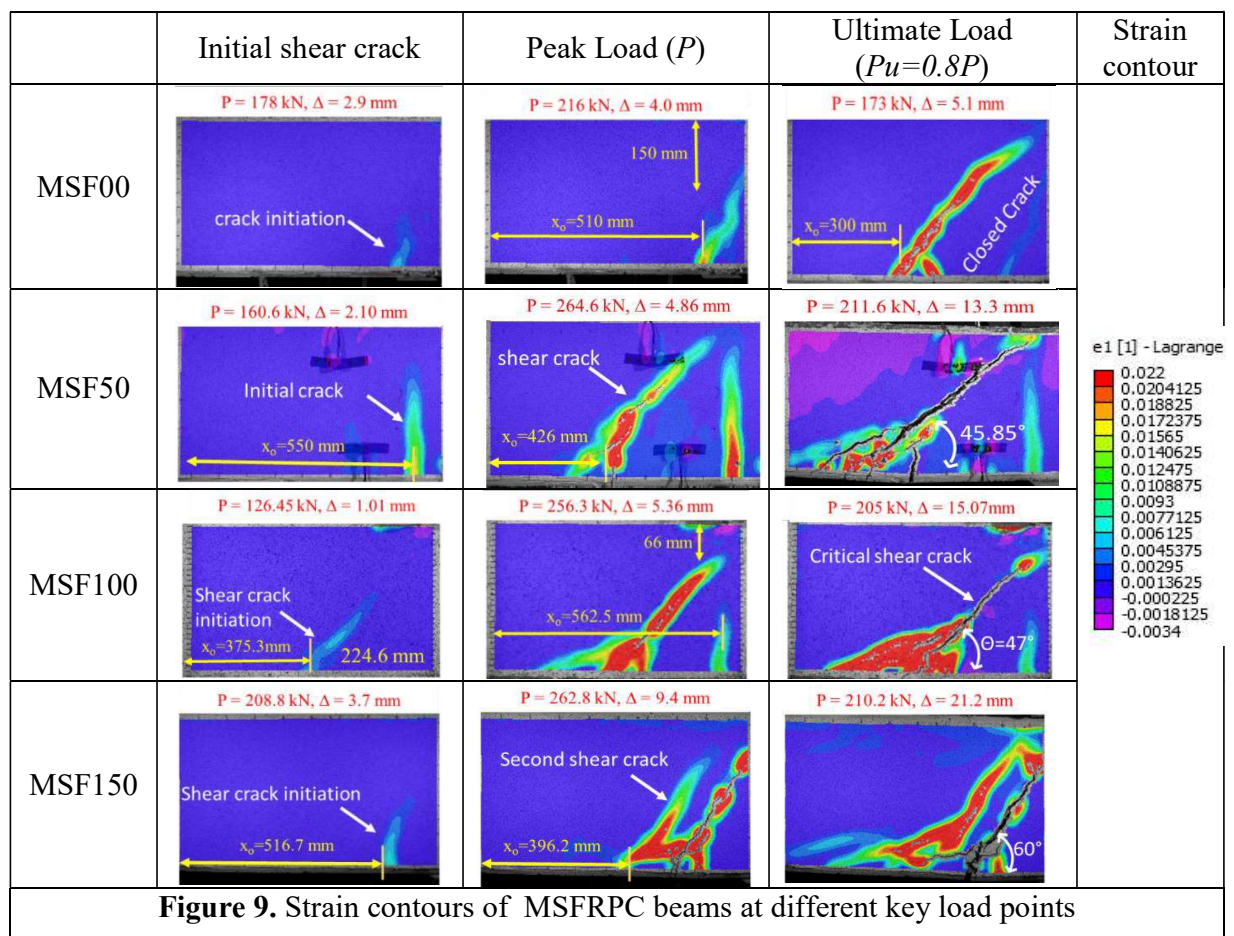 Initial shear crack
Peak Load (P)
Ultimate Load
(Pu=0.8P)
Strain
contour
MSF00
P = 178 kN, Δ = 2.9 mm
crack initiation
P = 216 kN, Δ = 4.0 mm
150 mm
x₀=510 mm
P = 173 kN, Δ = 5.1 mm
x₀=300 mm
Closed Crack
MSF50
P = 160.6 kN, Δ = 2.10 mm
Initial crack
x₀=550 mm
P = 264.6 kN, Δ = 4.86 mm
shear crack
x₀=426 mm
P = 211.6 kN, Δ = 13.3 mm
45.85°
MSF100
P = 126.45 kN, Δ = 1.01 mm
Shear crack
initiation
x₀=375.3mm
224.6 mm
P = 256.3 kN, Δ = 5.36 mm
66 mm
x₀=562.5 mm
P = 205 kN, Δ = 15.07mm
Critical shear crack
Θ=47°
MSF150
P = 208.8 kN, Δ = 3.7 mm
Shear crack initiation
x₀=516.7 mm
P = 262.8 kN, Δ = 9.4 mm
Second shear crack
x₀=396.2 mm
P = 210.2 kN, Δ = 21.2 mm
60°
e1 [1] - Lagrange
0.022
0.0204125
0.018825
0.0172375
0.01565
0.0140625
0.012475
0.0108875
0.0093
0.0077125
0.006125
0.0045375
0.00295
0.0013625
-0.000225
-0.0018125
-0.0034
Figure 9. Strain contours of MSFRPC beams at different key load points